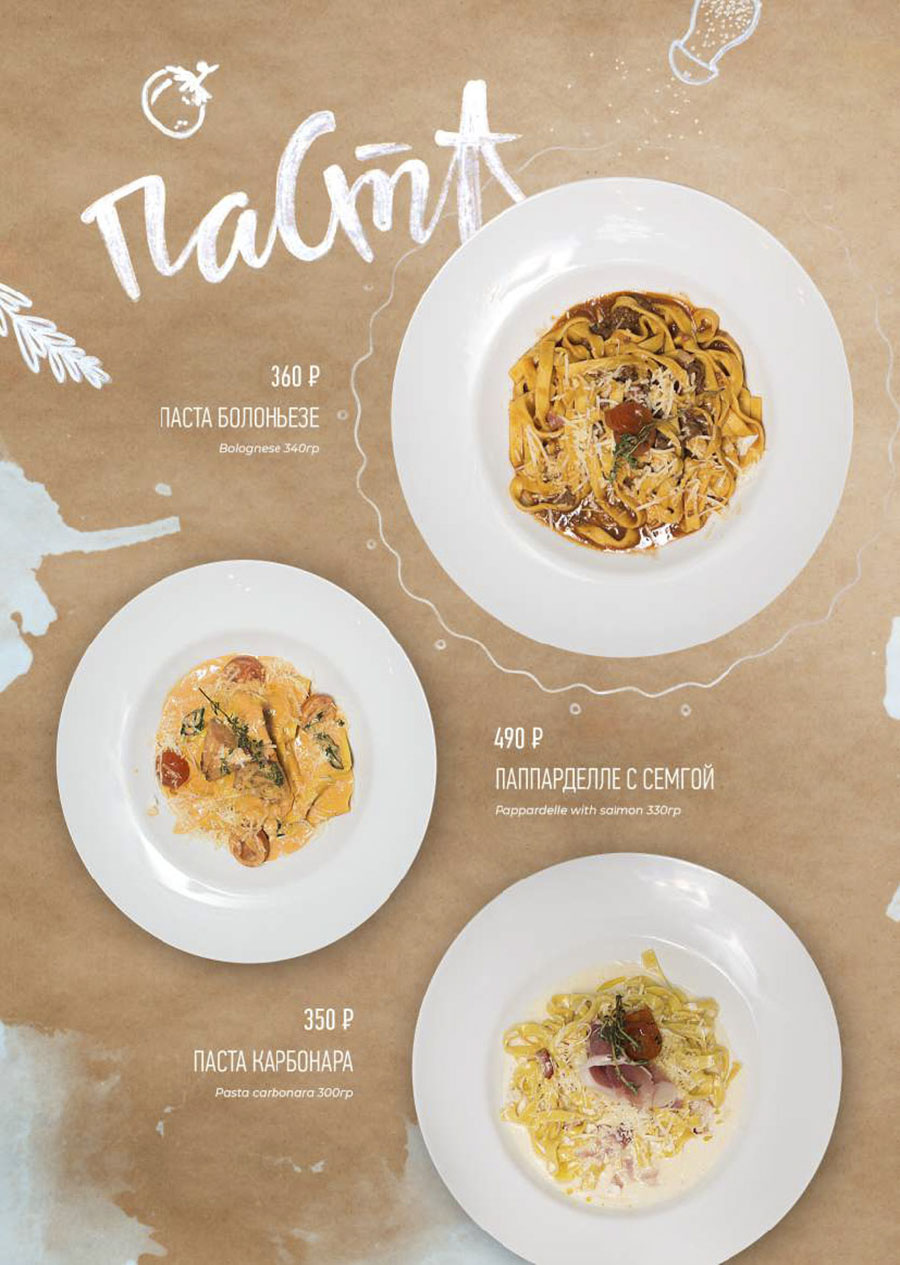 ПаСтА
360 ₽
ПАСТА БОЛОНЬЕЗЕ
Bolognese 340гр
490 ₽
ПАППАРДЕЛЛЕ С СЕМГОЙ
Pappardelle with salmon 330гр
350 ₽
ПАСТА КАРБОНАРА
Pasta carbonara 300гр